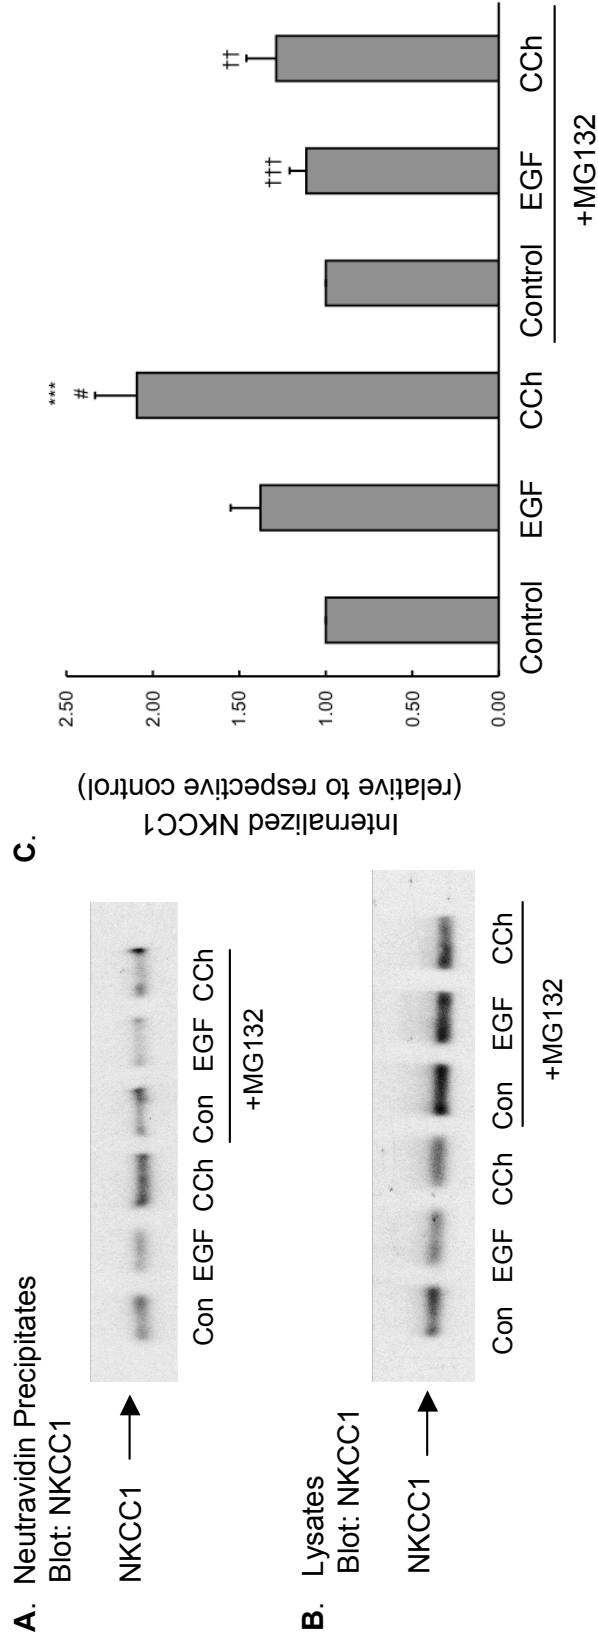 A. Neutravidin Precipitates
Blot: NKCC1
NKCC1
Con EGF CCh Con EGF CCh
+MG132
B. Lysates
Blot: NKCC1
NKCC1
Con EGF CCh Con EGF CCh
+MG132
C.
Internalized NKCC1
(relative to respective control)
2.50
2.00
1.50
1.00
0.50
0.00
***
#
†††
††
Control EGF CCh Control EGF CCh
+MG132